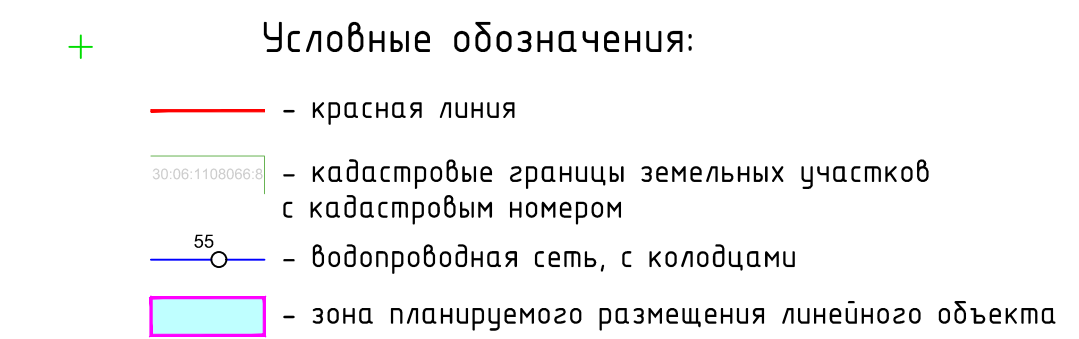 Условные обозначения:
– красная линия
30:06:1108066:8 – кадастровые границы земельных участков
с кадастровым номером
55 – водопроводная сеть, с колодцами
– зона планируемого размещения линейного объекта